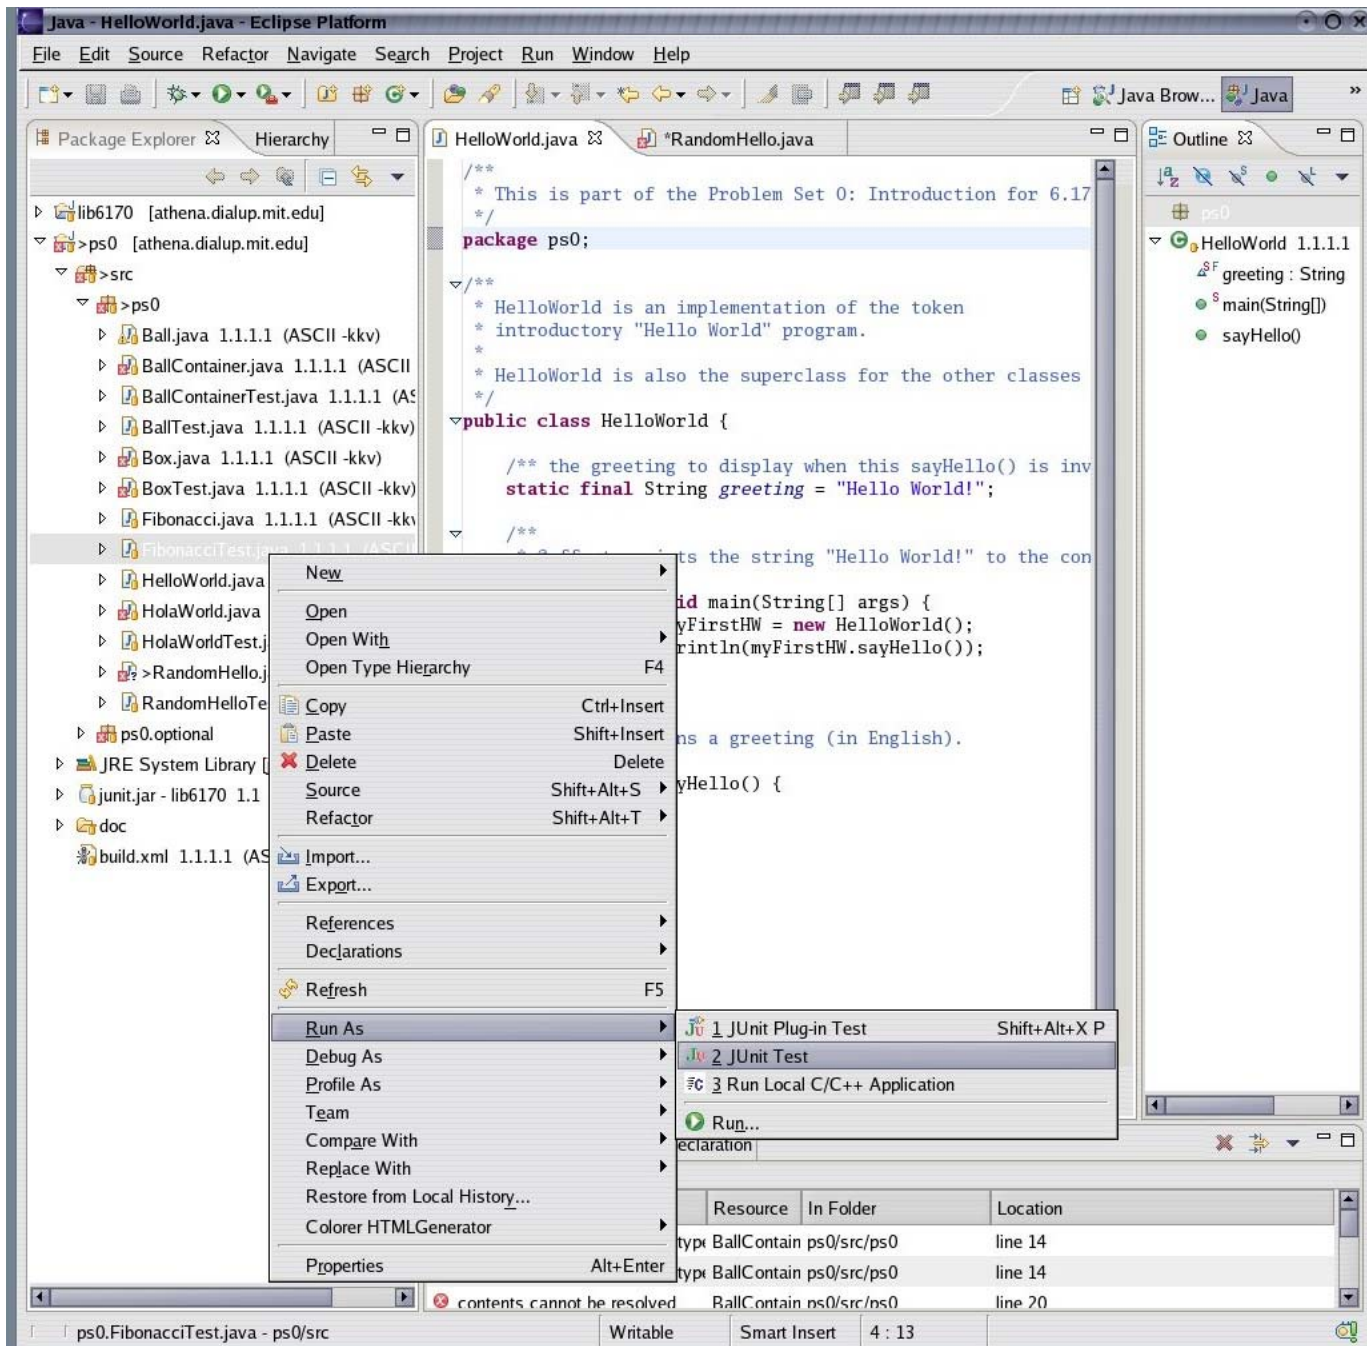 Java - HelloWorld.java - Eclipse Platform
File Edit Source Refactor Navigate Search Project Run Window Help
Java Brow... Java »
Package Explorer Hierarchy
lib6170 [athena.dialup.mit.edu]
>ps0 [athena.dialup.mit.edu]
>src
>ps0
Ball.java 1.1.1.1 (ASCII -kkv)
BallContainer.java 1.1.1.1 (ASCII
BallContainerTest.java 1.1.1.1 (AS
BallTest.java 1.1.1.1 (ASCII -kkv)
Box.java 1.1.1.1 (ASCII -kkv)
BoxTest.java 1.1.1.1 (ASCII -kkv)
Fibonacci.java 1.1.1.1 (ASCII -kkv
FibonacciTest.java 1.1.1.1 (ASCII
HelloWorld.java
HolaWorld.java
HolaWorldTest.j
>RandomHello.j
RandomHelloTe
ps0.optional
JRE System Library [
junit.jar - lib6170 1.1
doc
build.xml 1.1.1.1 (AS
HelloWorld.java *RandomHello.java
/**
* This is part of the Problem Set 0: Introduction for 6.17
*/
package ps0;
/**
* HelloWorld is an implementation of the token
* introductory "Hello World" program.
*
* HelloWorld is also the superclass for the other classes
*/
public class HelloWorld {
/** the greeting to display when this sayHello() is inv
static final String greeting = "Hello World!";
/**
ts the string "Hello World!" to the con
id main(String[] args) {
yFirstHW = new HelloWorld();
rintln(myFirstHW.sayHello());
ns a greeting (in English).
yHello() {
Outline
ps0
HelloWorld 1.1.1.1
greeting : String
main(String[])
sayHello()
New
Open
Open With
Open Type Hierarchy F4
Copy Ctrl+Insert
Paste Shift+Insert
Delete Delete
Source Shift+Alt+S
Refactor Shift+Alt+T
Import...
Export...
References
Declarations
Refresh F5
Run As
Debug As
Profile As
Team
Compare With
Replace With
Restore from Local History...
Colorer HTMLGenerator
Properties Alt+Enter
1 JUnit Plug-in Test Shift+Alt+X P
2 JUnit Test
3 Run Local C/C++ Application
Run...
eclaration
Resource In Folder Location
type BallContain ps0/src/ps0 line 14
type BallContain ps0/src/ps0 line 14
contents cannot be resolved BallContain ps0/src/ps0 line 20
ps0.FibonacciTest.java - ps0/src Writable Smart Insert 4 : 13